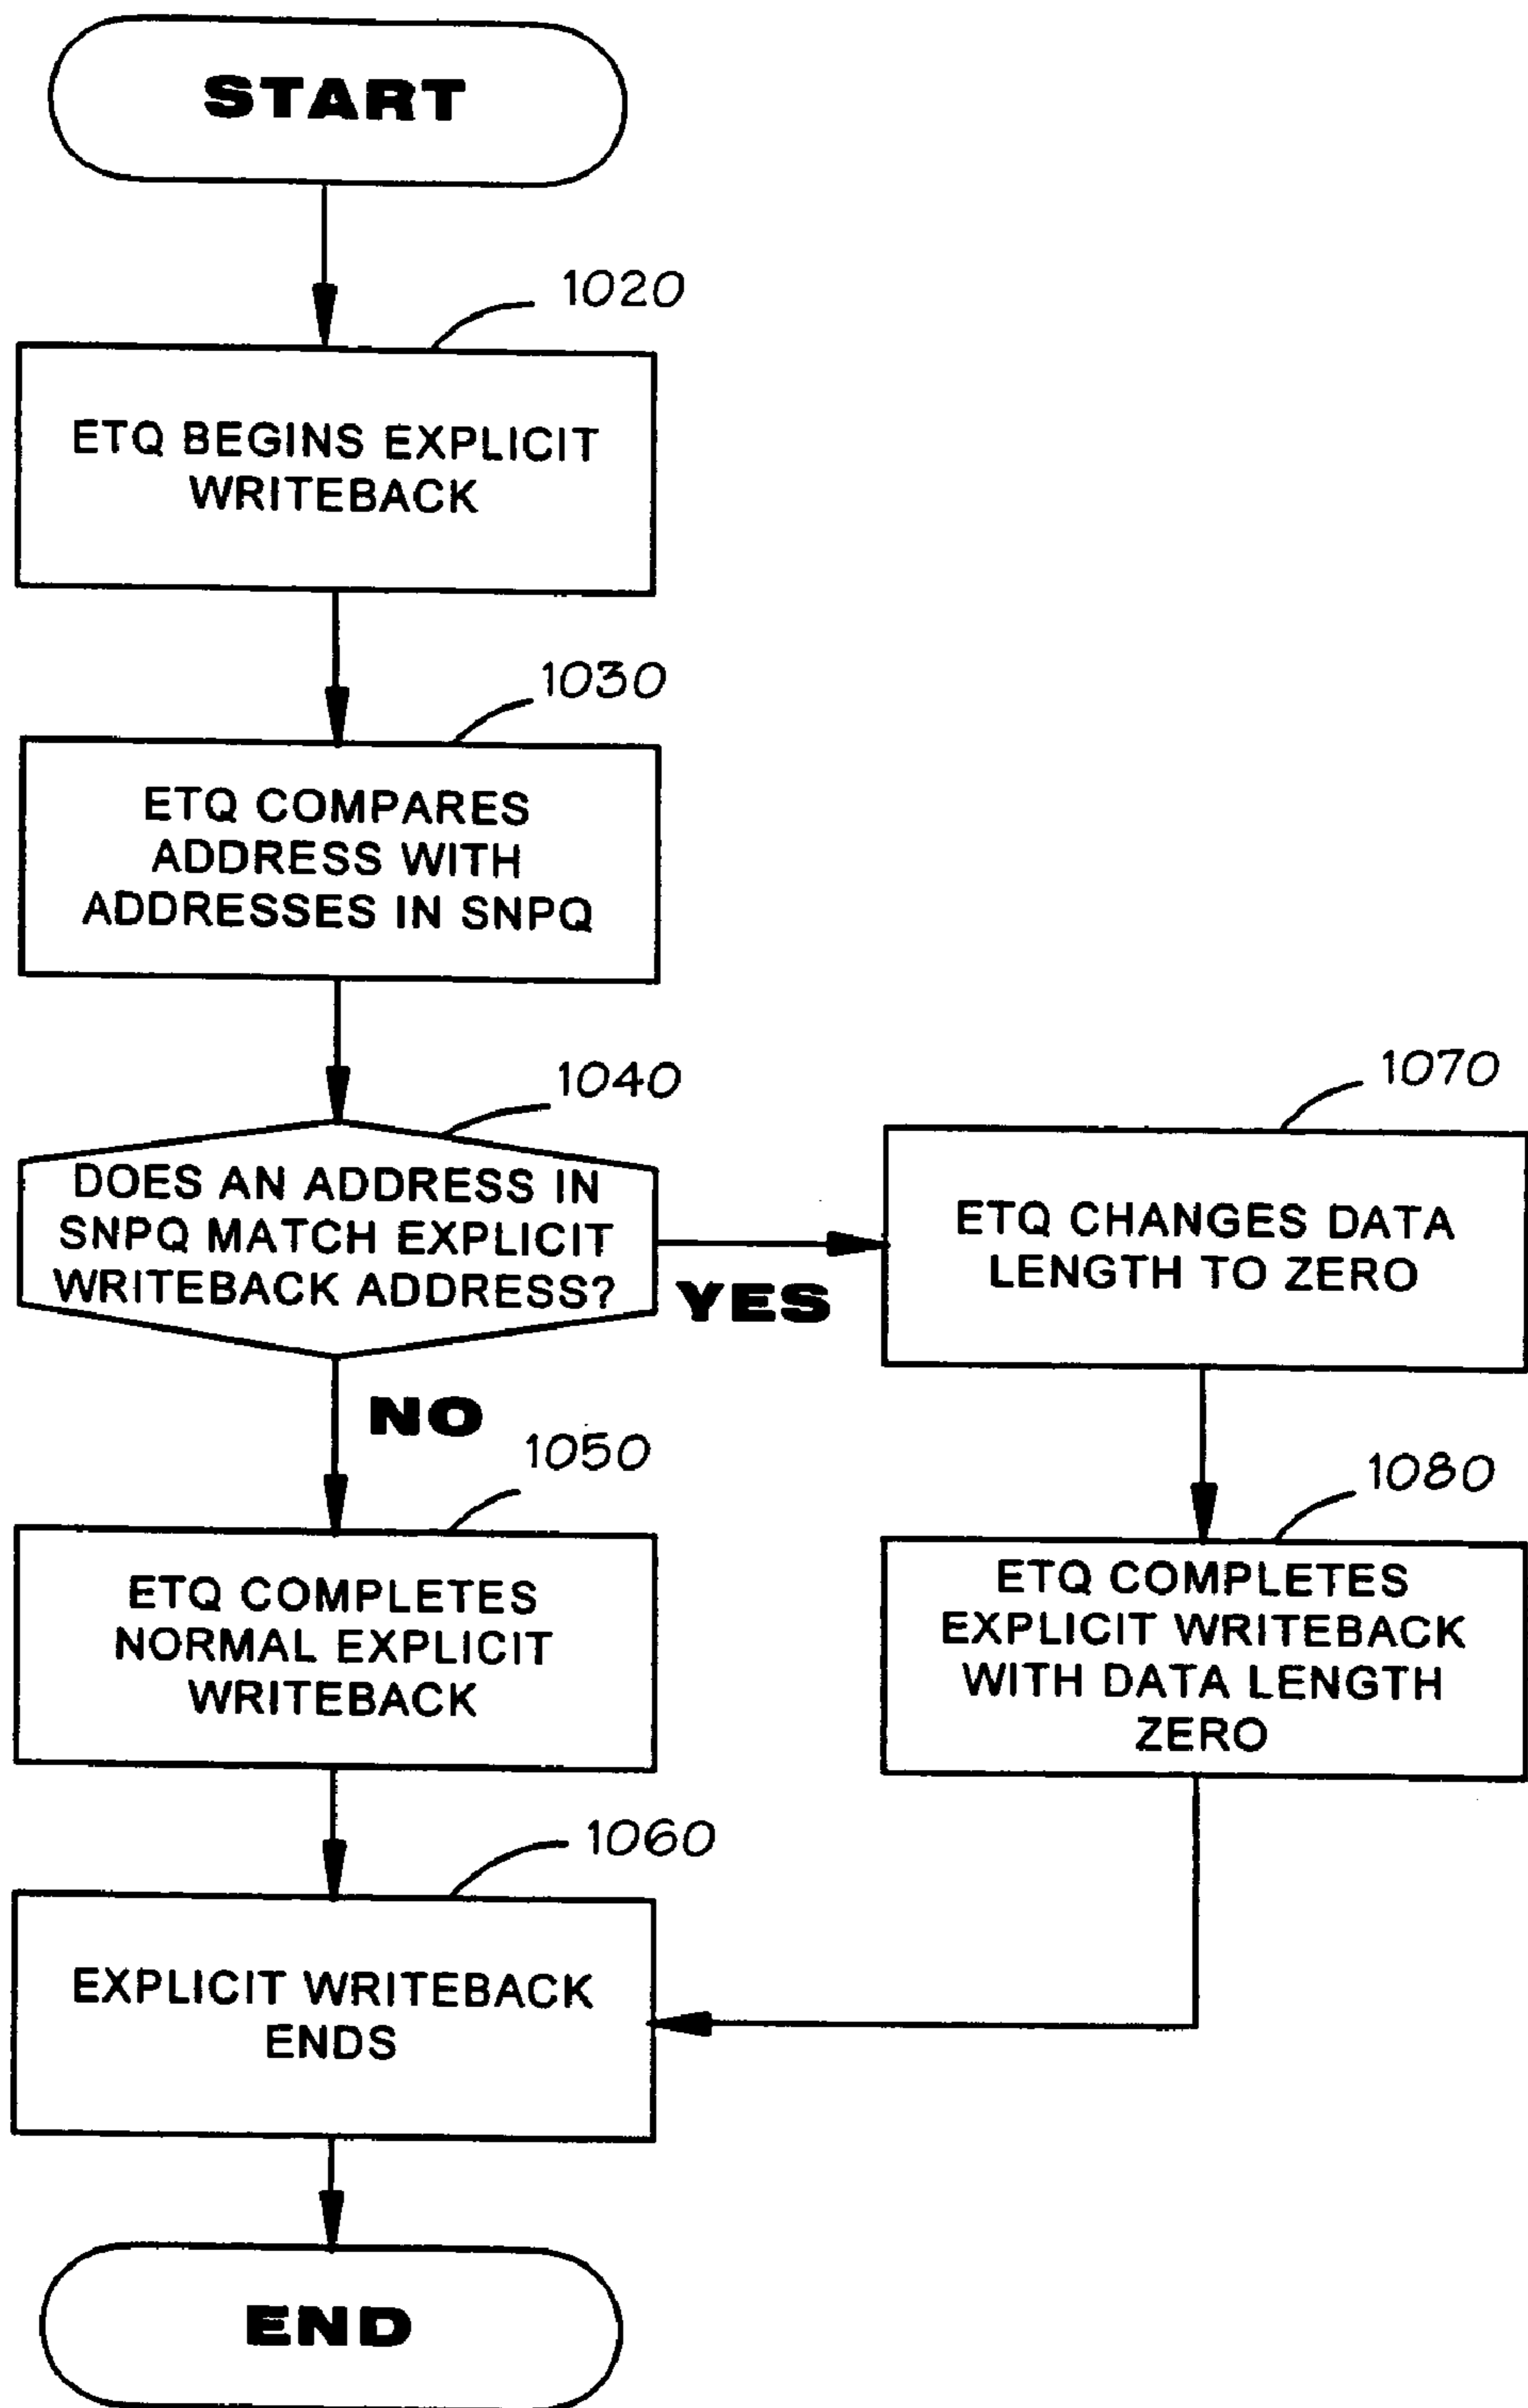 START
1020
ETQ BEGINS EXPLICIT
WRITEBACK
1030
ETQ COMPARES
ADDRESS WITH
ADDRESSES IN SNPQ
1040
DOES AN ADDRESS IN
SNPQ MATCH EXPLICIT
WRITEBACK ADDRESS?
YES
NO
1070
ETQ CHANGES DATA
LENGTH TO ZERO
1050
ETQ COMPLETES
NORMAL EXPLICIT
WRITEBACK
1080
ETQ COMPLETES
EXPLICIT WRITEBACK
WITH DATA LENGTH
ZERO
1060
EXPLICIT WRITEBACK
ENDS
END